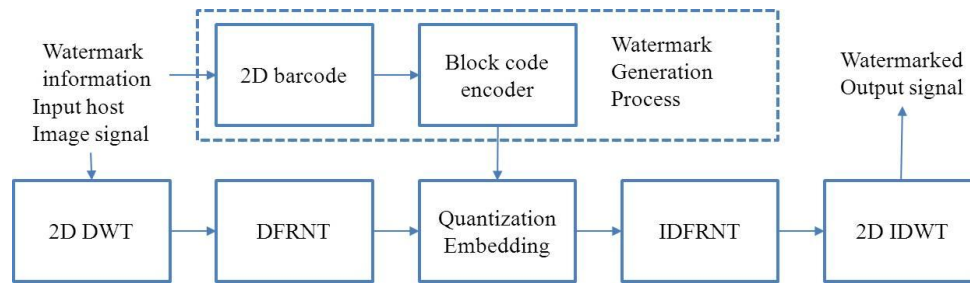 Watermark
information
Input host
Image signal
2D barcode
Block code
encoder
Watermark
Generation
Process
Watermarked
Output signal
2D DWT
DFRNT
Quantization
Embedding
IDFRNT
2D IDWT